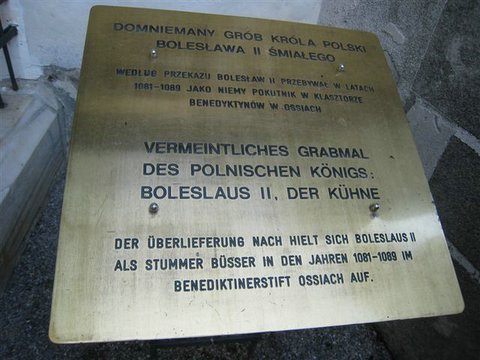 DOMNIEMANY GRÓB KRÓLA POLSKI
BOLESŁAWA II ŚMIAŁEGO
WEDŁUG PRZEKAZU BOLESŁAW II PRZEBYWAŁ W LATACH
1081-1089 JAKO NIEMY POKUTNIK W KLASZTORZE
BENEDYKTYNÓW W OSSIACH
VERMEINTLICHES GRABMAL
DES POLNISCHEN KÖNIGS:
BOLESLAUS II, DER KÜHNE
DER ÜBERLIEFERUNG NACH HIELT SICH BOLESLAUS II
ALS STUMMER BÜSSER IN DEN JAHREN 1081-1089 IM
BENEDIKTINERSTIFT OSSIACH AUF.